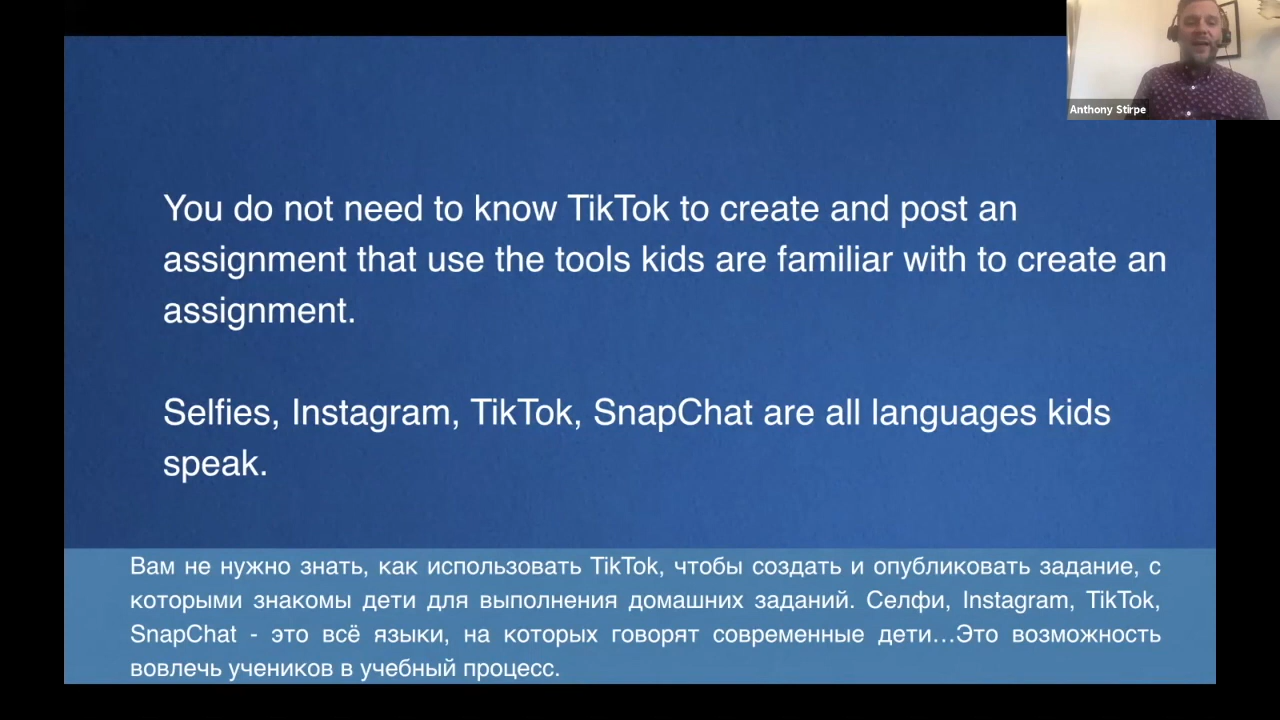 Anthony Stirpe
You do not need to know TikTok to create and post an
assignment that use the tools kids are familiar with to create an
assignment.
Selfies, Instagram, TikTok, SnapChat are all languages kids
speak.
Вам не нужно знать, как использовать TikTok, чтобы создать и опубликовать задание, с
которыми знакомы дети для выполнения домашних заданий. Селфи, Instagram, TikTok,
SnapChat - это всё языки, на которых говорят современные дети...Это возможность
вовлечь учеников в учебный процесс.